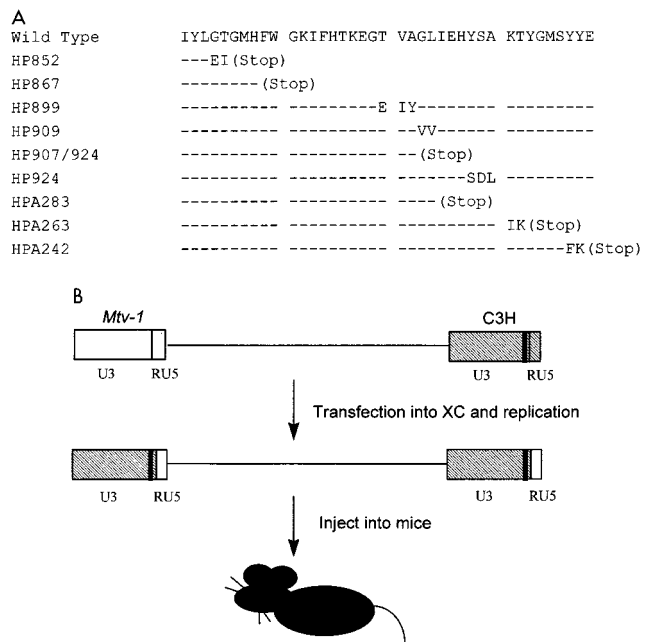 A
Wild Type IYLGTGMHFW GKIFHTKEGT VAGLIEHYSA KTYGMSYYE
HP852 ---EI(Stop)
HP867 --------(Stop)
HP899 ---------- ---------E IY-------- ---------
HP909 ---------- ---------- --VV------ ---------
HP907/924 ---------- ---------- --(Stop)
HP924 ---------- ---------- -------SDL ---------
HPA283 ---------- ---------- ----(Stop)
HPA263 ---------- ---------- ---------- IK(Stop)
HPA242 ---------- ---------- ---------- ------FK(Stop)
B
Mtv-1 C3H
U3 RU5 U3 RU5
Transfection into XC and replication
U3 RU5 U3 RU5
Inject into mice